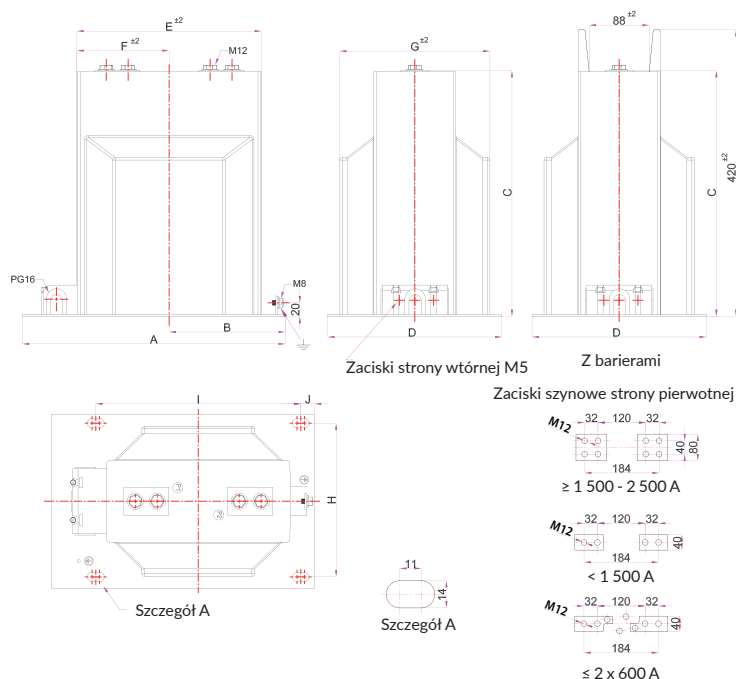 E ±2
F ±2
M12
G ±2
88 ±2
C
C
420 ±2
PG16
M8
20
B
A
D
D
Zaciski strony wtórnej M5
Z barierami
Zaciski szynowe strony pierwotnej
I
J
H
P1
P2
Szczegół A
11
14
Szczegół A
M12
32
120
32
40
80
184
≥ 1 500 - 2 500 A
M12
32
120
32
40
184
< 1 500 A
M12
32
120
32
40
184
≤ 2 x 600 A